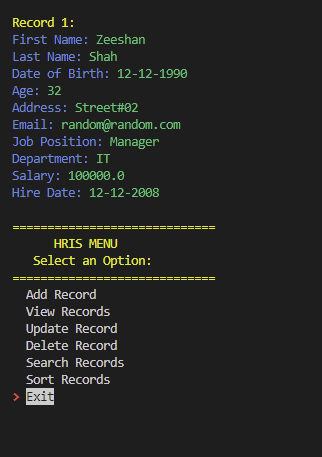 Record 1:
First Name: Zeeshan
Last Name: Shah
Date of Birth: 12-12-1990
Age: 32
Address: Street#02
Email: random@random.com
Job Position: Manager
Department: IT
Salary: 100000.0
Hire Date: 12-12-2008
=============================
HRIS MENU
Select an Option:
=============================
Add Record
View Records
Update Record
Delete Record
Search Records
Sort Records
> Exit